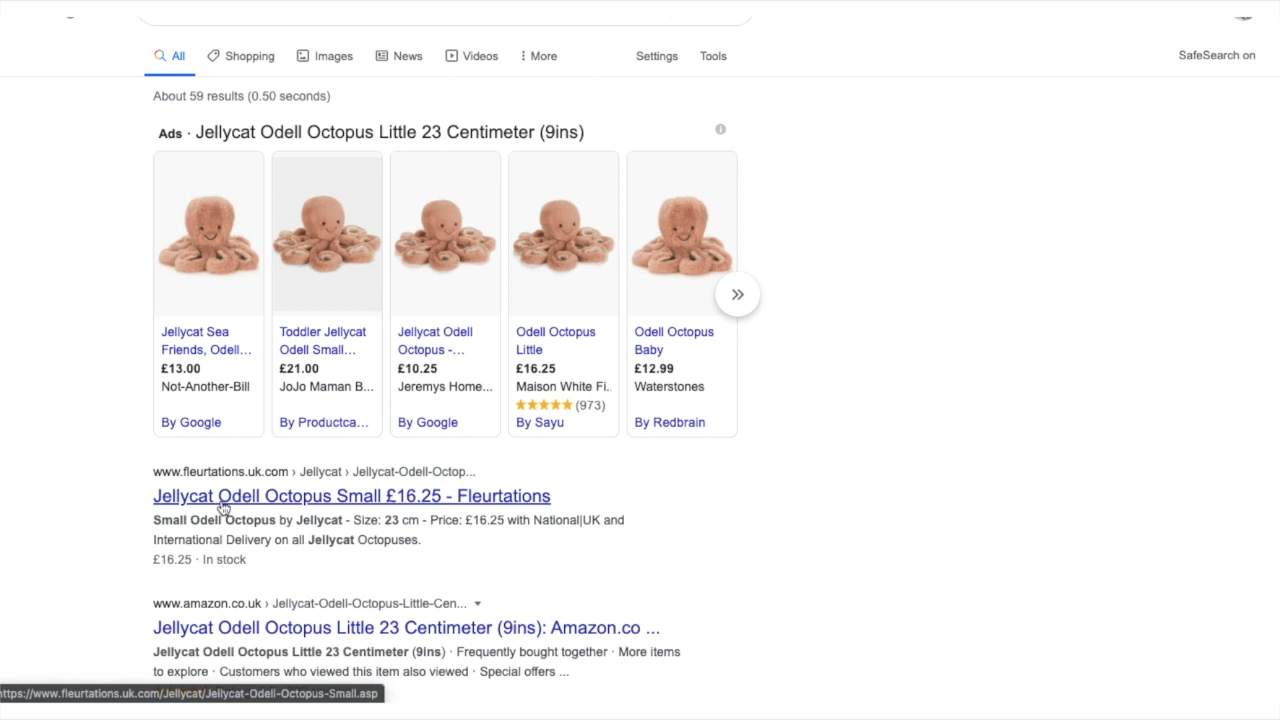 All Shopping Images News Videos More Settings Tools SafeSearch on
About 59 results (0.50 seconds)
Ads · Jellycat Odell Octopus Little 23 Centimeter (9ins)
Jellycat Sea
Friends, Odell...
£13.00
Not-Another-Bill
By Google
Toddler Jellycat
Odell Small...
£21.00
JoJo Maman B...
By Productca...
Jellycat Odell
Octopus -...
£10.25
Jeremys Home...
By Google
Odell Octopus
Little
£16.25
Maison White Fi..
(973)
By Sayu
Odell Octopus
Baby
£12.99
Waterstones
By Redbrain
www.fleurtations.uk.com › Jellycat › Jellycat-Odell-Octop...
Jellycat Odell Octopus Small £16.25 - Fleurtations
Small Odell Octopus by Jellycat - Size: 23 cm - Price: £16.25 with National|UK and
International Delivery on all Jellycat Octopuses.
£16.25 · In stock
www.amazon.co.uk › Jellycat-Odell-Octopus-Little-Cen...
Jellycat Odell Octopus Little 23 Centimeter (9ins): Amazon.co ...
Jellycat Odell Octopus Little 23 Centimeter (9ins) · Frequently bought together · More items
to explore · Customers who viewed this item also viewed · Special offers ...
https://www.fleurtations.uk.com/Jellycat/Jellycat-Odell-Octopus-Small.asp